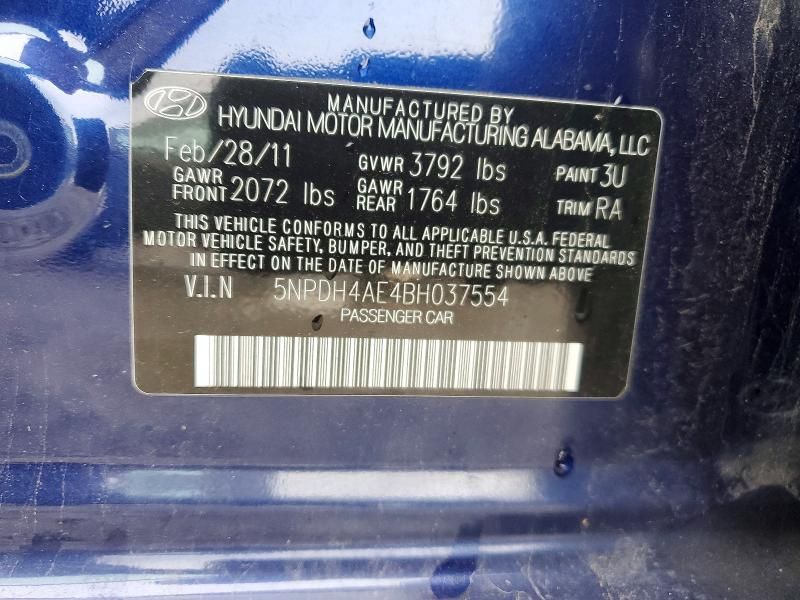 MANUFACTURED BY
HYUNDAI MOTOR MANUFACTURING ALABAMA, LLC
Feb/28/11 GVWR 3792 lbs PAINT 3U
GAWR FRONT 2072 lbs GAWR REAR 1764 lbs TRIM RA
THIS VEHICLE CONFORMS TO ALL APPLICABLE U.S.A. FEDERAL
MOTOR VEHICLE SAFETY, BUMPER, AND THEFT PREVENTION STANDARDS
IN EFFECT ON THE DATE OF MANUFACTURE SHOWN ABOVE.
V.I.N 5NPDH4AE4BH037554
PASSENGER CAR